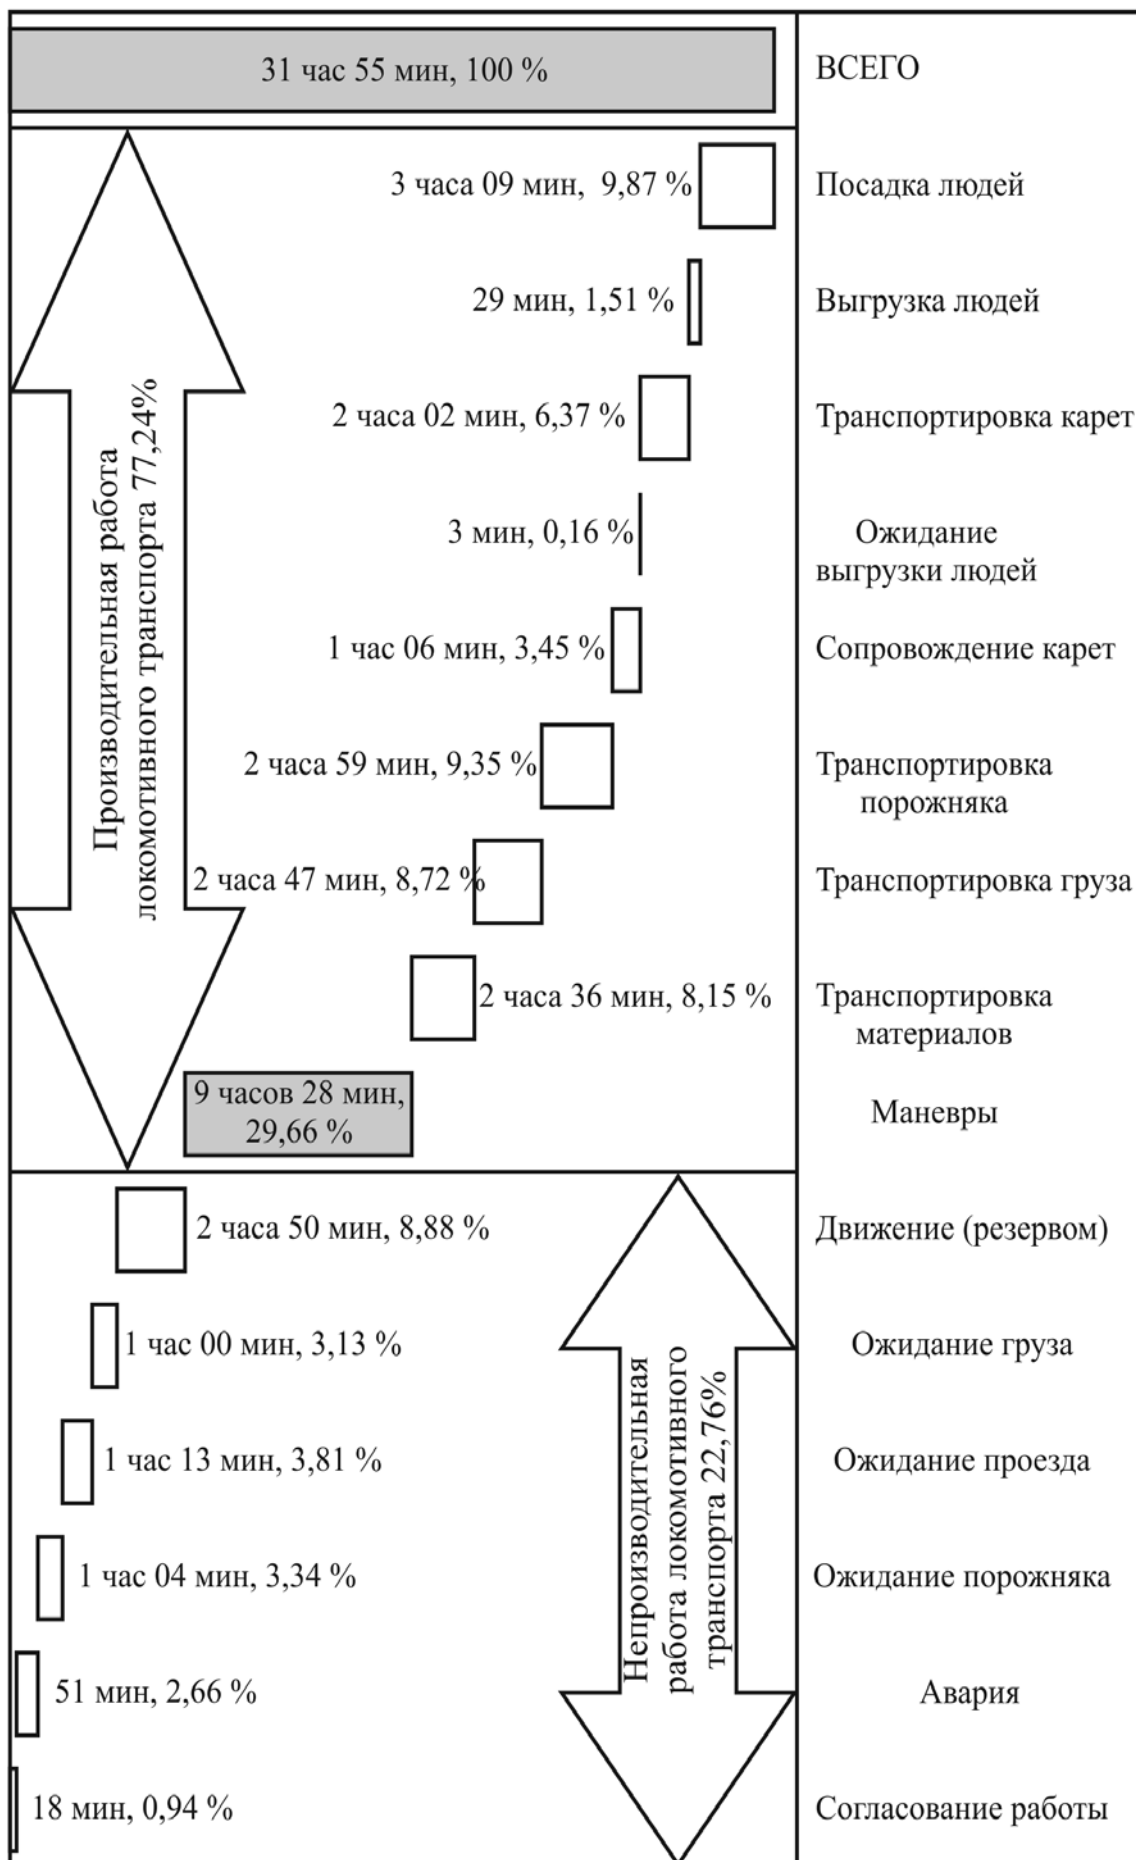 31 час 55 мин, 100 %
ВСЕГО
3 часа 09 мин, 9,87 %
Посадка людей
29 мин, 1,51 %
Выгрузка людей
2 часа 02 мин, 6,37 %
Транспортировка карет
3 мин, 0,16 %
Ожидание
выгрузки людей
1 час 06 мин, 3,45 %
Сопровождение карет
2 часа 59 мин, 9,35 %
Транспортировка
порожняка
2 часа 47 мин, 8,72 %
Транспортировка груза
2 часа 36 мин, 8,15 %
Транспортировка
материалов
9 часов 28 мин,
29,66 %
Маневры
Производительная работа
локомотивного транспорта 77,24%
2 часа 50 мин, 8,88 %
Движение (резервом)
1 час 00 мин, 3,13 %
Ожидание груза
1 час 13 мин, 3,81 %
Ожидание проезда
1 час 04 мин, 3,34 %
Ожидание порожняка
51 мин, 2,66 %
Авария
18 мин, 0,94 %
Согласование работы
Непроизводительная
работа локомотивного
транспорта 22,76%